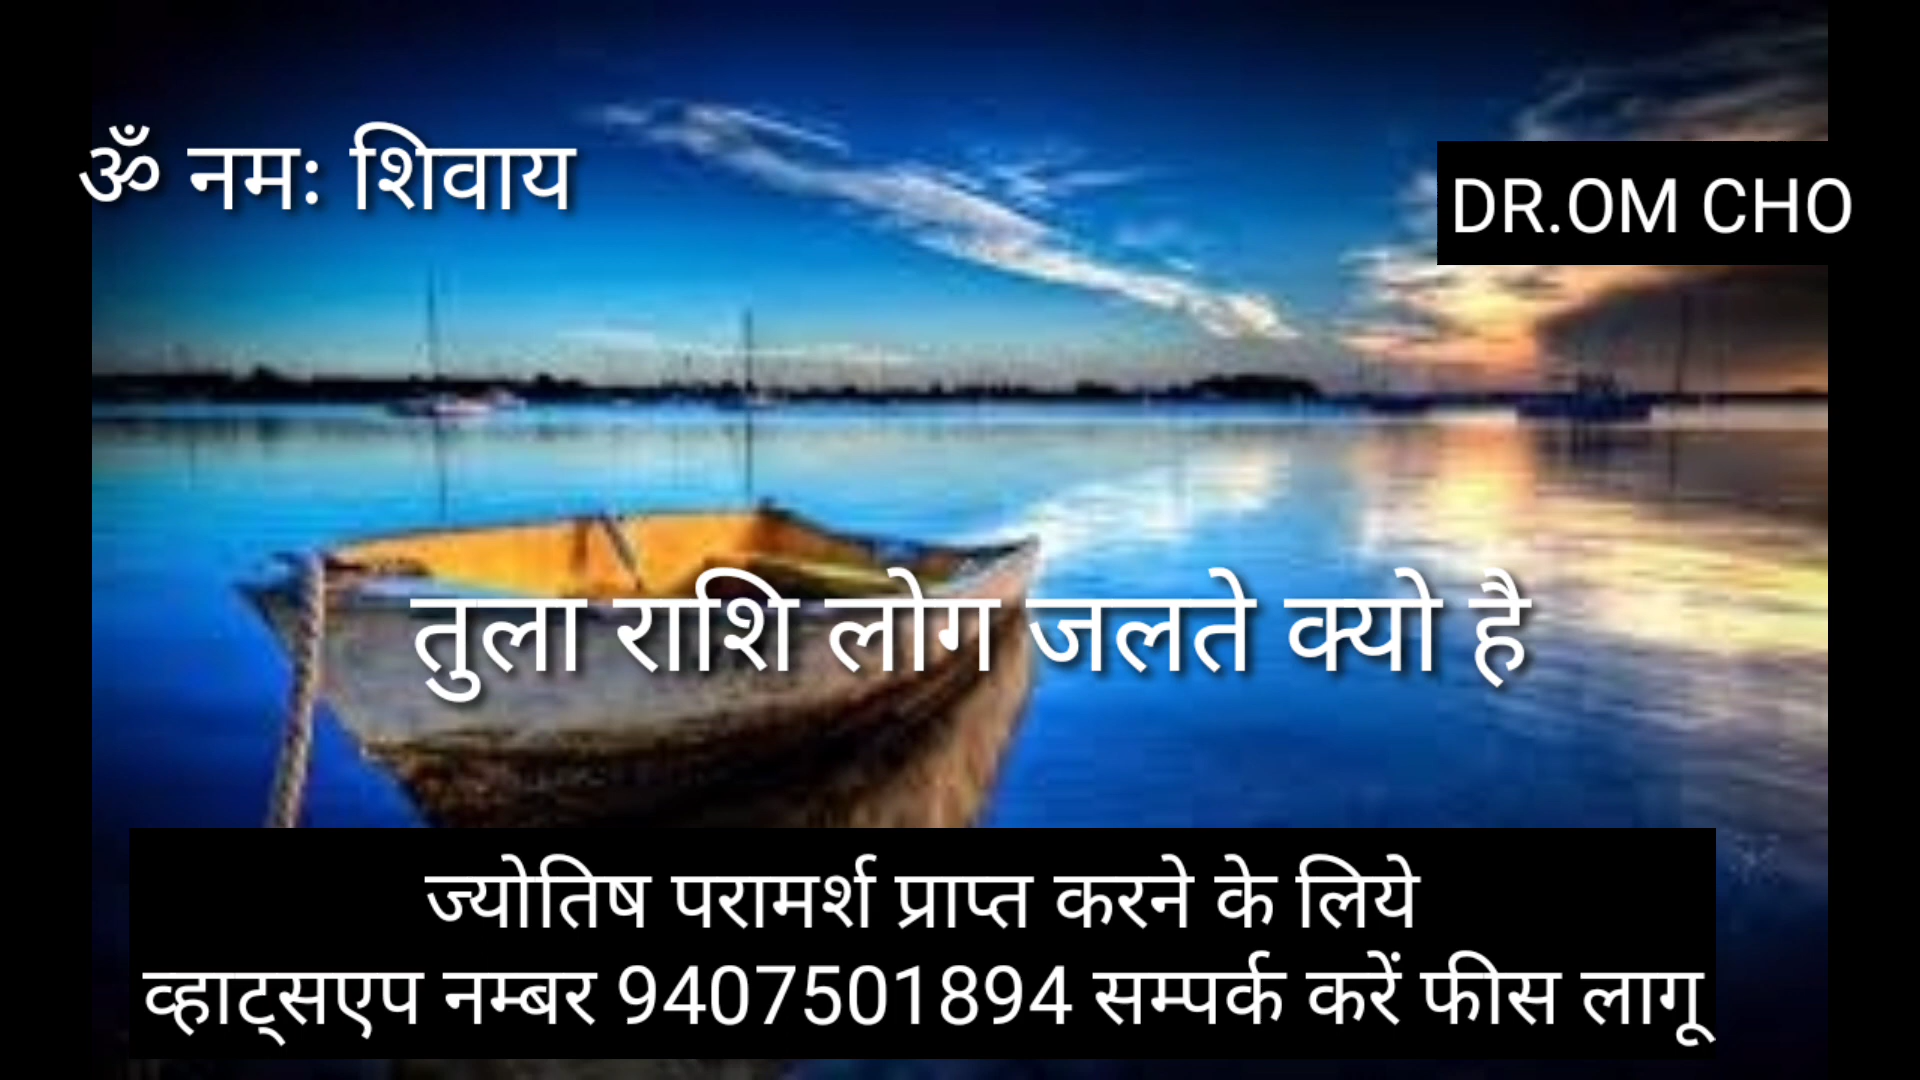 ॐ नमः शिवाय
DR.OM CHO
तुला राशि लोग जलते क्यो है
ज्योतिष परामर्श प्राप्त करने के लिये
व्हाट्सएप नम्बर 9407501894 सम्पर्क करें फीस लागू